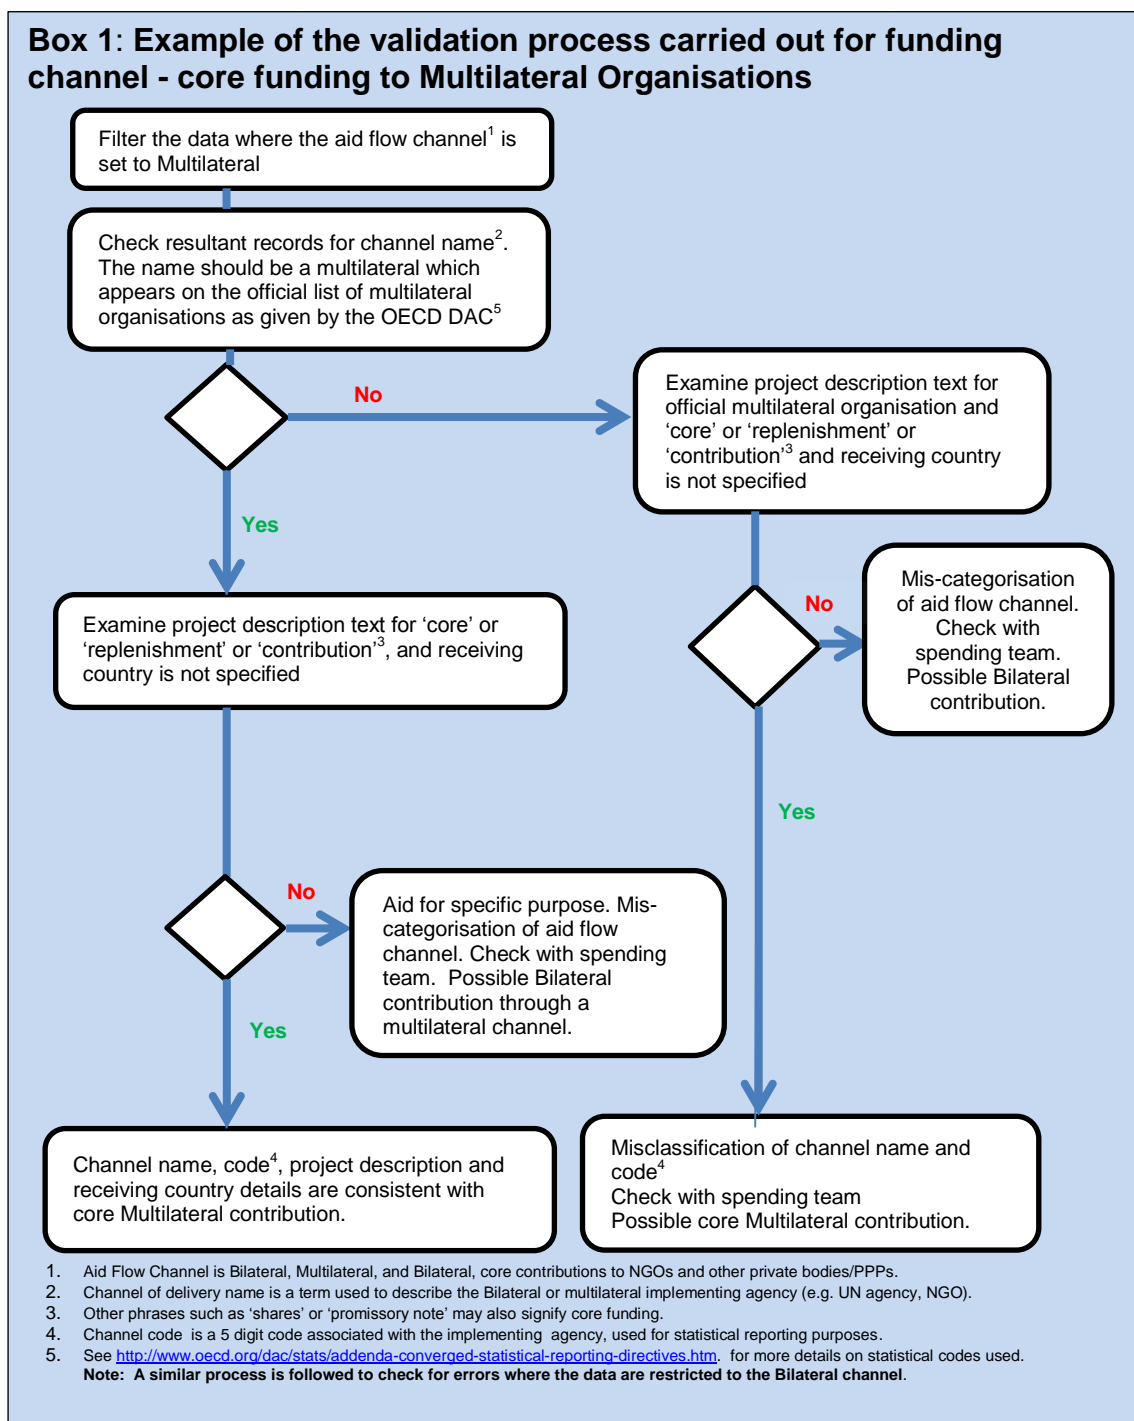 Box 1: Example of the validation process carried out for funding
channel - core funding to Multilateral Organisations
Filter the data where the aid flow channel1 is
set to Multilateral
Check resultant records for channel name2.
The name should be a multilateral which
appears on the official list of multilateral
organisations as given by the OECD DAC5
No
Examine project description text for
official multilateral organisation and
‘core’ or ‘replenishment’ or
‘contribution’3 and receiving country
is not specified
Yes
Mis-categorisation
of aid flow channel.
Check with
spending team.
Possible Bilateral
contribution.
No
Examine project description text for ‘core’ or
‘replenishment’ or ‘contribution’3, and receiving
country is not specified
Yes
No
Aid for specific purpose. Mis-
categorisation of aid flow
channel. Check with spending
team.  Possible Bilateral
contribution through a
multilateral channel.
Yes
Channel name, code4, project description and
receiving country details are consistent with
core Multilateral contribution.
Misclassification of channel name and
code4
Check with spending team
Possible core Multilateral contribution.
1. Aid Flow Channel is Bilateral, Multilateral, and Bilateral, core contributions to NGOs and other private bodies/PPPs.
2. Channel of delivery name is a term used to describe the Bilateral or multilateral implementing agency (e.g. UN agency, NGO).
3. Other phrases such as ‘shares’ or ‘promissory note’ may also signify core funding.
4. Channel code  is a 5 digit code associated with the implementing  agency, used for statistical reporting purposes.
5. See http://www.oecd.org/dac/stats/addenda-converged-statistical-reporting-directives.htm.  for more details on statistical codes used.
Note:  A similar process is followed to check for errors where the data are restricted to the Bilateral channel.